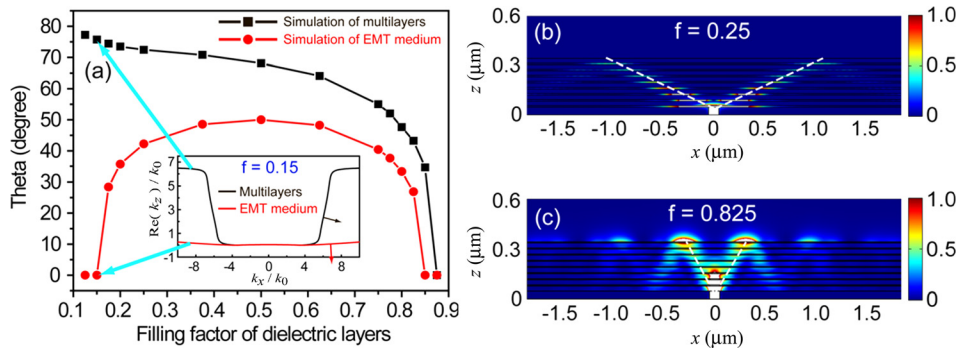 Simulation of multilayers
Simulation of EMT medium
(a)
80
70
60
50
40
30
20
10
0
Theta (degree)
0.1 0.2 0.3 0.4 0.5 0.6 0.7 0.8 0.9
Filling factor of dielectric layers
f = 0.15
Multilayers
EMT medium
7
5
3
1
-1
Re(kz)/k0
-8 -4 0 4 8
kx/k0
(b)
f = 0.25
0.6
0.3
0
z (μm)
-1.5 -1.0 -0.5 0 0.5 1.0 1.5
x (μm)
1.0
0.5
0
(c)
f = 0.825
0.6
0.3
0
z (μm)
-1.5 -1.0 -0.5 0 0.5 1.0 1.5
x (μm)
1.0
0.5
0